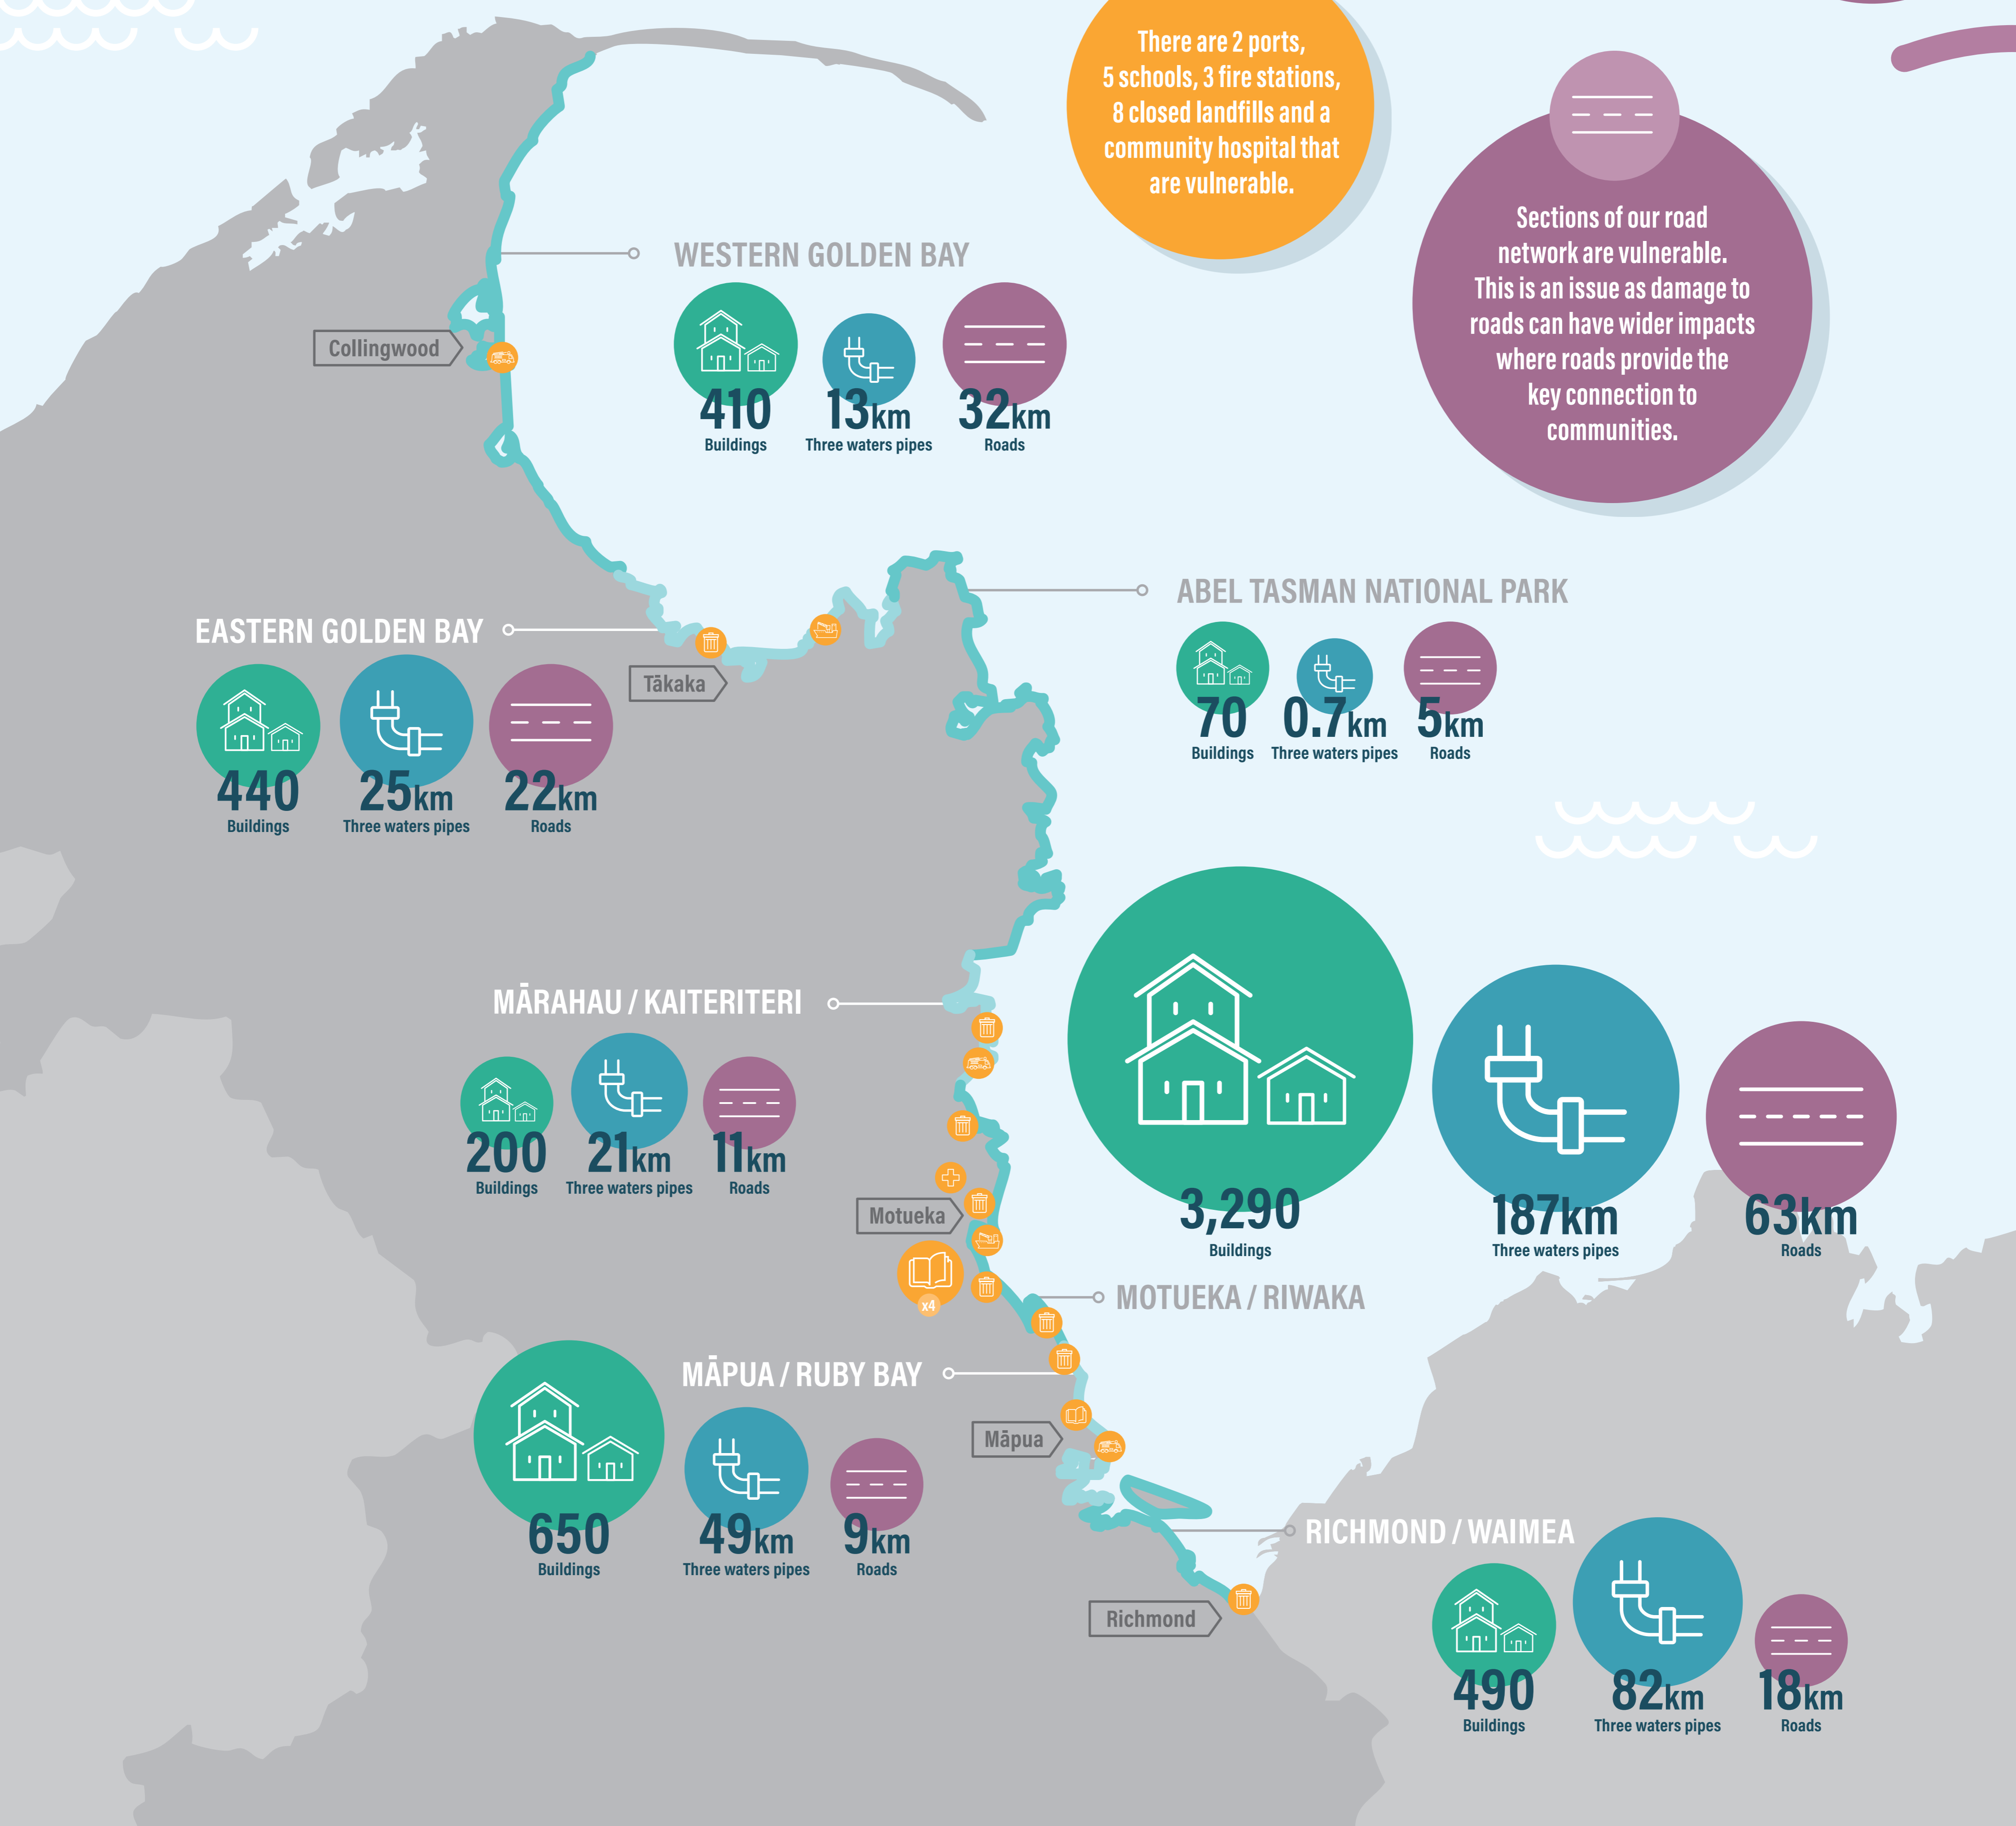 There are 2 ports,
5 schools, 3 fire stations,
8 closed landfills and a
community hospital that
are vulnerable.
Sections of our road
network are vulnerable.
This is an issue as damage to
roads can have wider impacts
where roads provide the
key connection to
communities.
WESTERN GOLDEN BAY
410
Buildings
13km
Three waters pipes
32km
Roads
Collingwood
ABEL TASMAN NATIONAL PARK
70
Buildings
0.7km
Three waters pipes
5km
Roads
EASTERN GOLDEN BAY
440
Buildings
25km
Three waters pipes
22km
Roads
Tākaka
MĀRAHAU / KAITERITERI
200
Buildings
21km
Three waters pipes
11km
Roads
3,290
Buildings
187km
Three waters pipes
63km
Roads
MOTUEKA / RIWAKA
Motueka
x4
MĀPUA / RUBY BAY
650
Buildings
49km
Three waters pipes
9km
Roads
Māpua
RICHMOND / WAIMEA
490
Buildings
82km
Three waters pipes
18km
Roads
Richmond